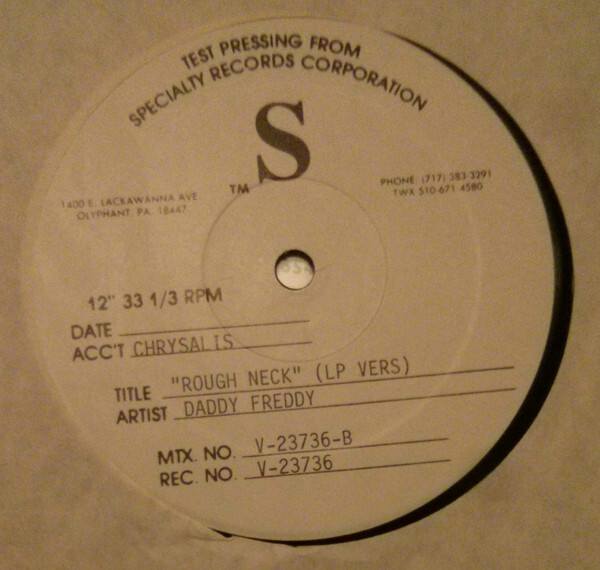 TEST PRESSING FROM
SPECIALTY RECORDS CORPORATION
S
TM
1400 E. LACKAWANNA AVE
OLYPHANT, PA. 18447
PHONE: (717) 383-3291
TWX 510-671-4580
12" 33 1/3 RPM
DATE
ACC'T CHRYSALIS
TITLE "ROUGH NECK" (LP VERS)
ARTIST DADDY FREDDY
MTX. NO. V-23736-B
REC. NO. V-23736